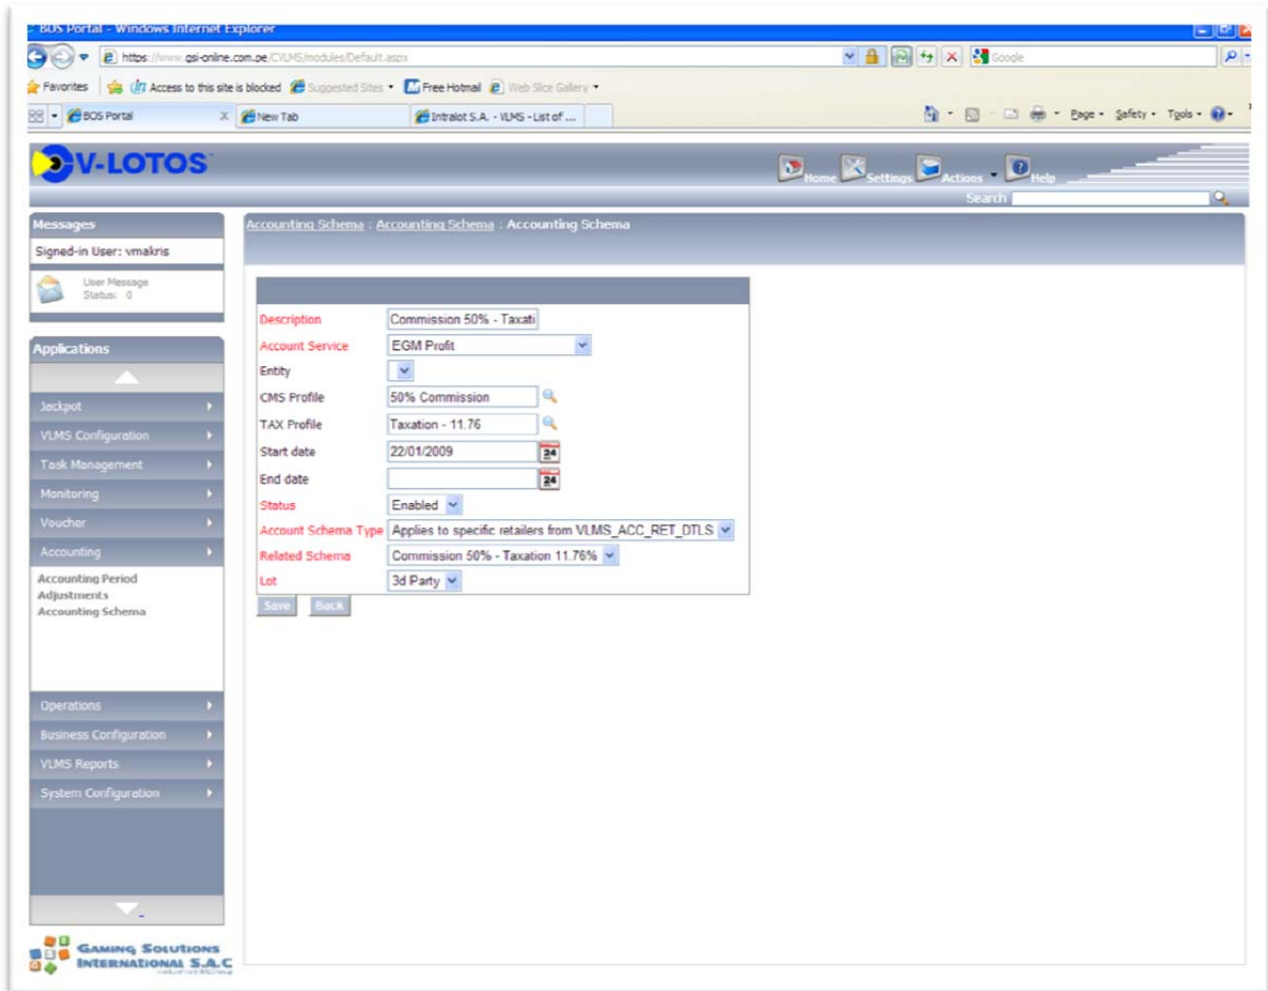 BOS Portal - Windows Internet Explorer
https://www.gsi-online.com.pe/CVLMS/modules/Default.aspx
Google
Favorites Access to this site is blocked Suggested Sites Free Hotmail Web Slice Gallery
BOS Portal New Tab Intralot S.A. - VLMS - List of ... Page Safety Tools
V-LOTOS
Home Settings Actions Help
Search
Messages
Signed-in User: vmakris
User Message
Status: 0
Accounting Schema : Accounting Schema : Accounting Schema
Description Commission 50% - Taxati
Account Service EGM Profit
Entity
CMS Profile 50% Commission
TAX Profile Taxation - 11.76
Start date 22/01/2009 24
End date 24
Status Enabled
Account Schema Type Applies to specific retailers from VLMS_ACC_RET_DTLS
Related Schema Commission 50% - Taxation 11.76%
Lot 3d Party
Save Back
Applications
Jackpot
VLMS Configuration
Task Management
Monitoring
Voucher
Accounting
Accounting Period
Adjustments
Accounting Schema
Operations
Business Configuration
VLMS Reports
System Configuration
GAMING SOLUTIONS
INTERNATIONAL S.A.C